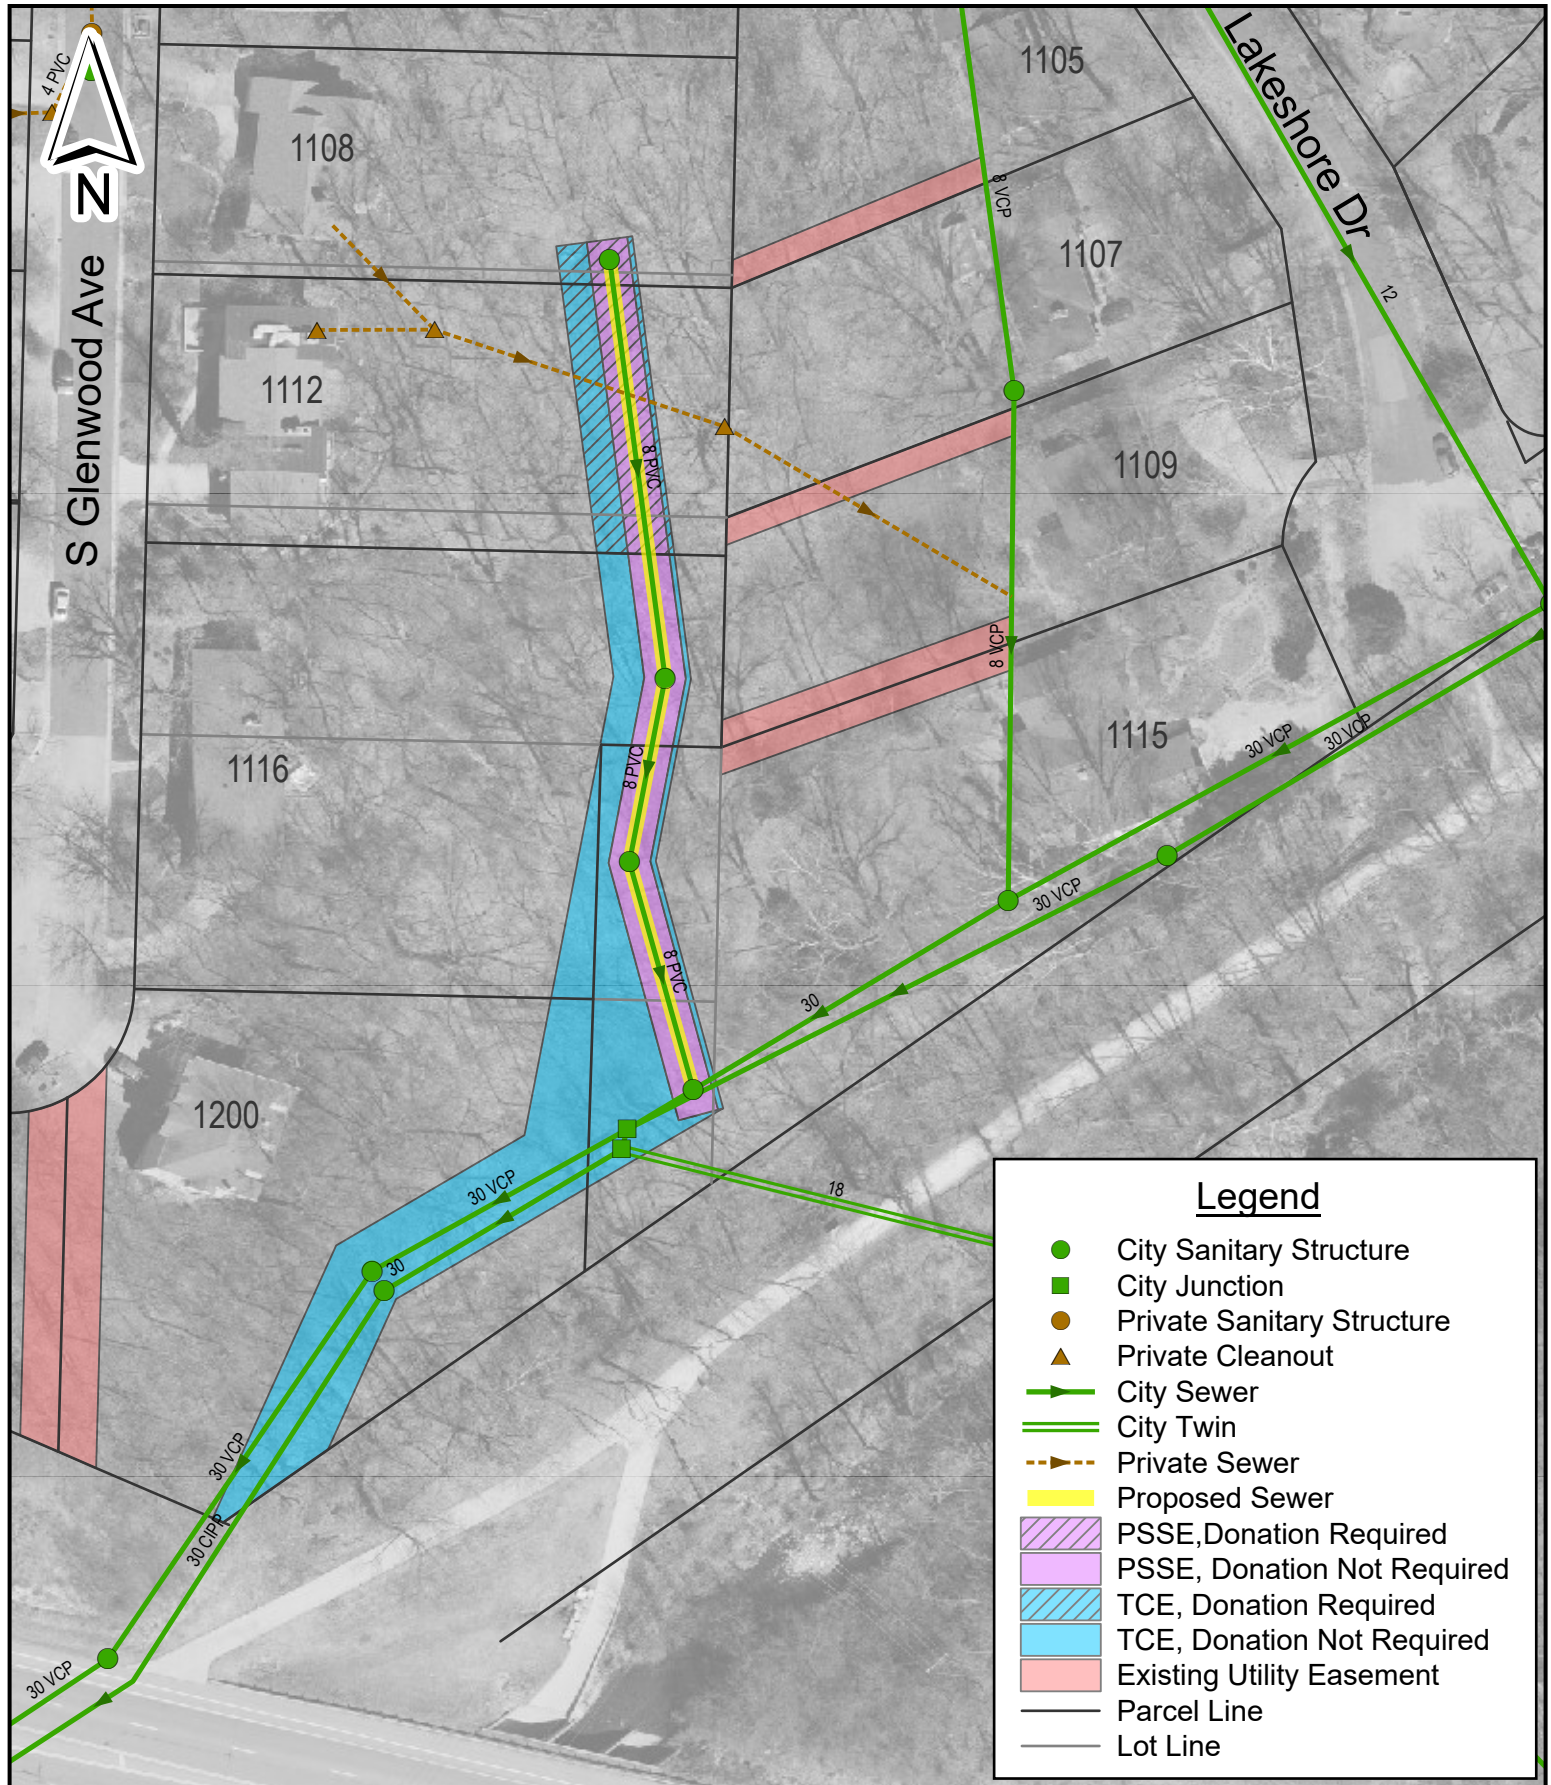 1105
Lakeshore Dr
4 PVC
1108
8 VCP
N
1107
12
S Glenwood Ave
1112
8 PVC
1109
8 VCP
1116
8 PVC
1115
30 VCP
30 VCP
30 VCP
8 PVC
30
1200
30 VCP
18
30
30 VCP
30 CIPP
30 VCP
Legend
City Sanitary Structure
City Junction
Private Sanitary Structure
Private Cleanout
City Sewer
City Twin
Private Sewer
Proposed Sewer
PSSE,Donation Required
PSSE, Donation Not Required
TCE, Donation Required
TCE, Donation Not Required
Existing Utility Easement
Parcel Line
Lot Line